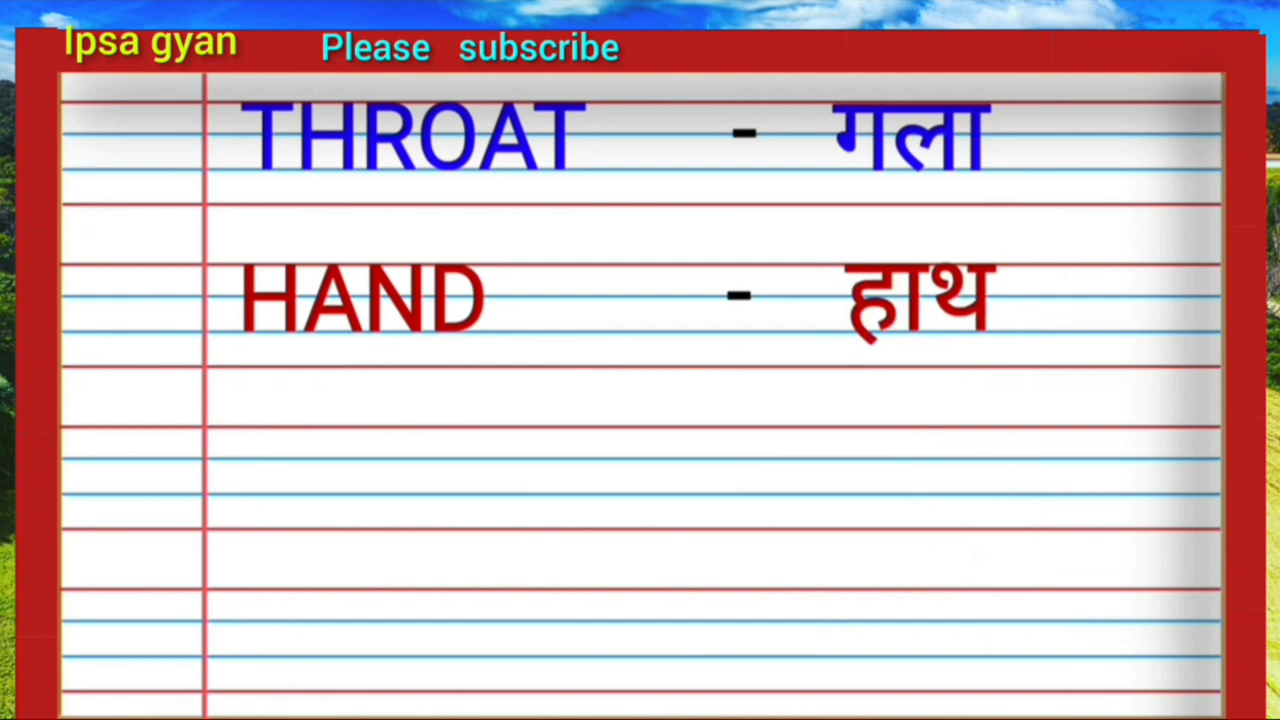 Ipsa gyan Please subscribe
THROAT - गला
HAND - हाथ